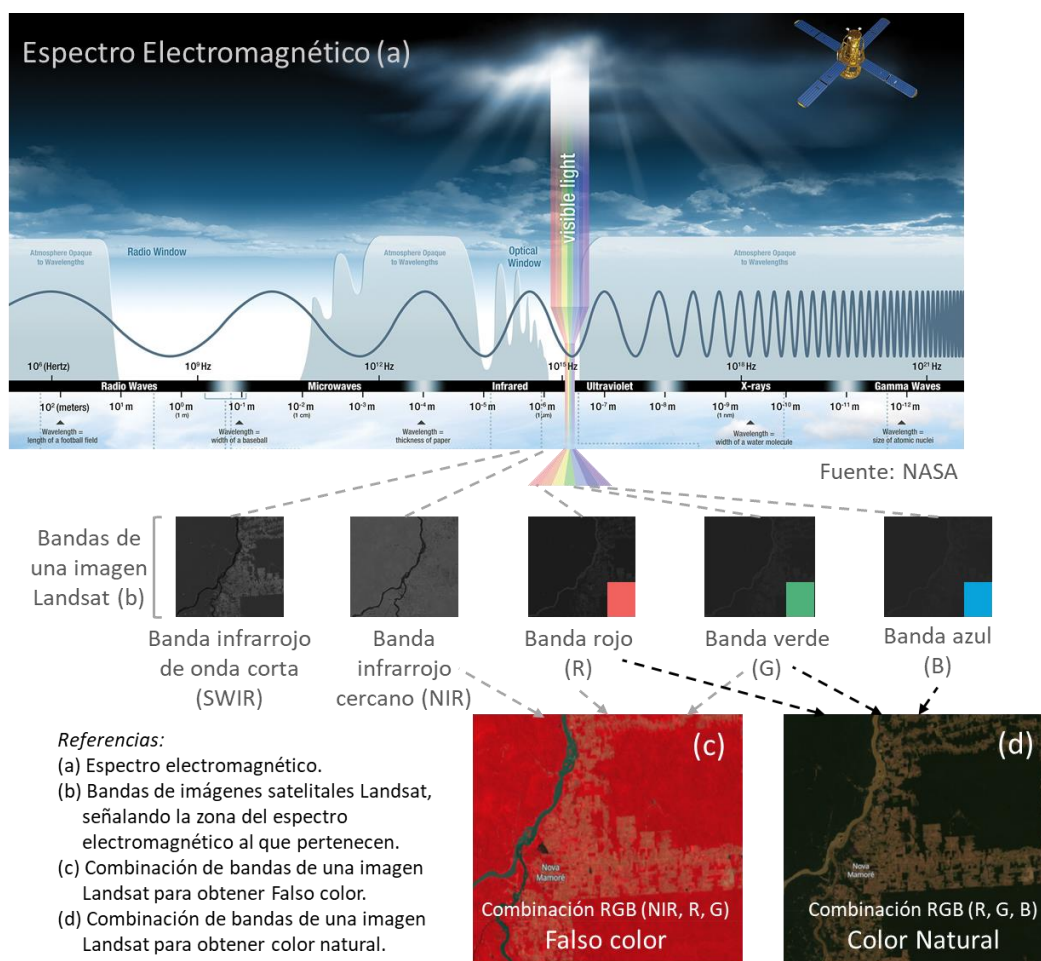 Espectro Electromagnético (a)
visible light
Atmosphere Opaque
to Wavelengths
Radio Window
Atmosphere Opaque
to Wavelengths
Optical
Window
Atmosphere Opaque
to Wavelengths
10⁶ (Hertz)
10⁹ Hz
10¹² Hz
10¹⁵ Hz
10¹⁸ Hz
10²¹ Hz
Radio Waves
Microwaves
Infrared
Ultraviolet
X-rays
Gamma Waves
10² (meters)
10¹ m
10⁰ m
(1 m)
10⁻¹ m
10⁻² m
(1 cm)
10⁻³ m
10⁻⁴ m
10⁻⁵ m
10⁻⁶ m
(1 µm)
10⁻⁷ m
10⁻⁸ m
10⁻⁹ m
(1 nm)
10⁻¹⁰ m
10⁻¹¹ m
10⁻¹² m
Wavelength =
length of a football field
Wavelength =
width of a baseball
Wavelength =
thickness of paper
Wavelength =
width of a water molecule
Wavelength =
size of atomic nuclei
Fuente: NASA
Bandas de
una imagen
Landsat (b)
Banda infrarrojo
de onda corta
(SWIR)
Banda
infrarrojo
cercano (NIR)
Banda rojo
(R)
Banda verde
(G)
Banda azul
(B)
Referencias:
(a) Espectro electromagnético.
(b) Bandas de imágenes satelitales Landsat,
señalando la zona del espectro
electromagnético al que pertenecen.
(c) Combinación de bandas de una imagen
Landsat para obtener Falso color.
(d) Combinación de bandas de una imagen
Landsat para obtener color natural.
(c)
Nova
Mamoré
Combinación RGB (NIR, R, G)
Falso color
(d)
Nova
Mamoré
Combinación RGB (R, G, B)
Color Natural